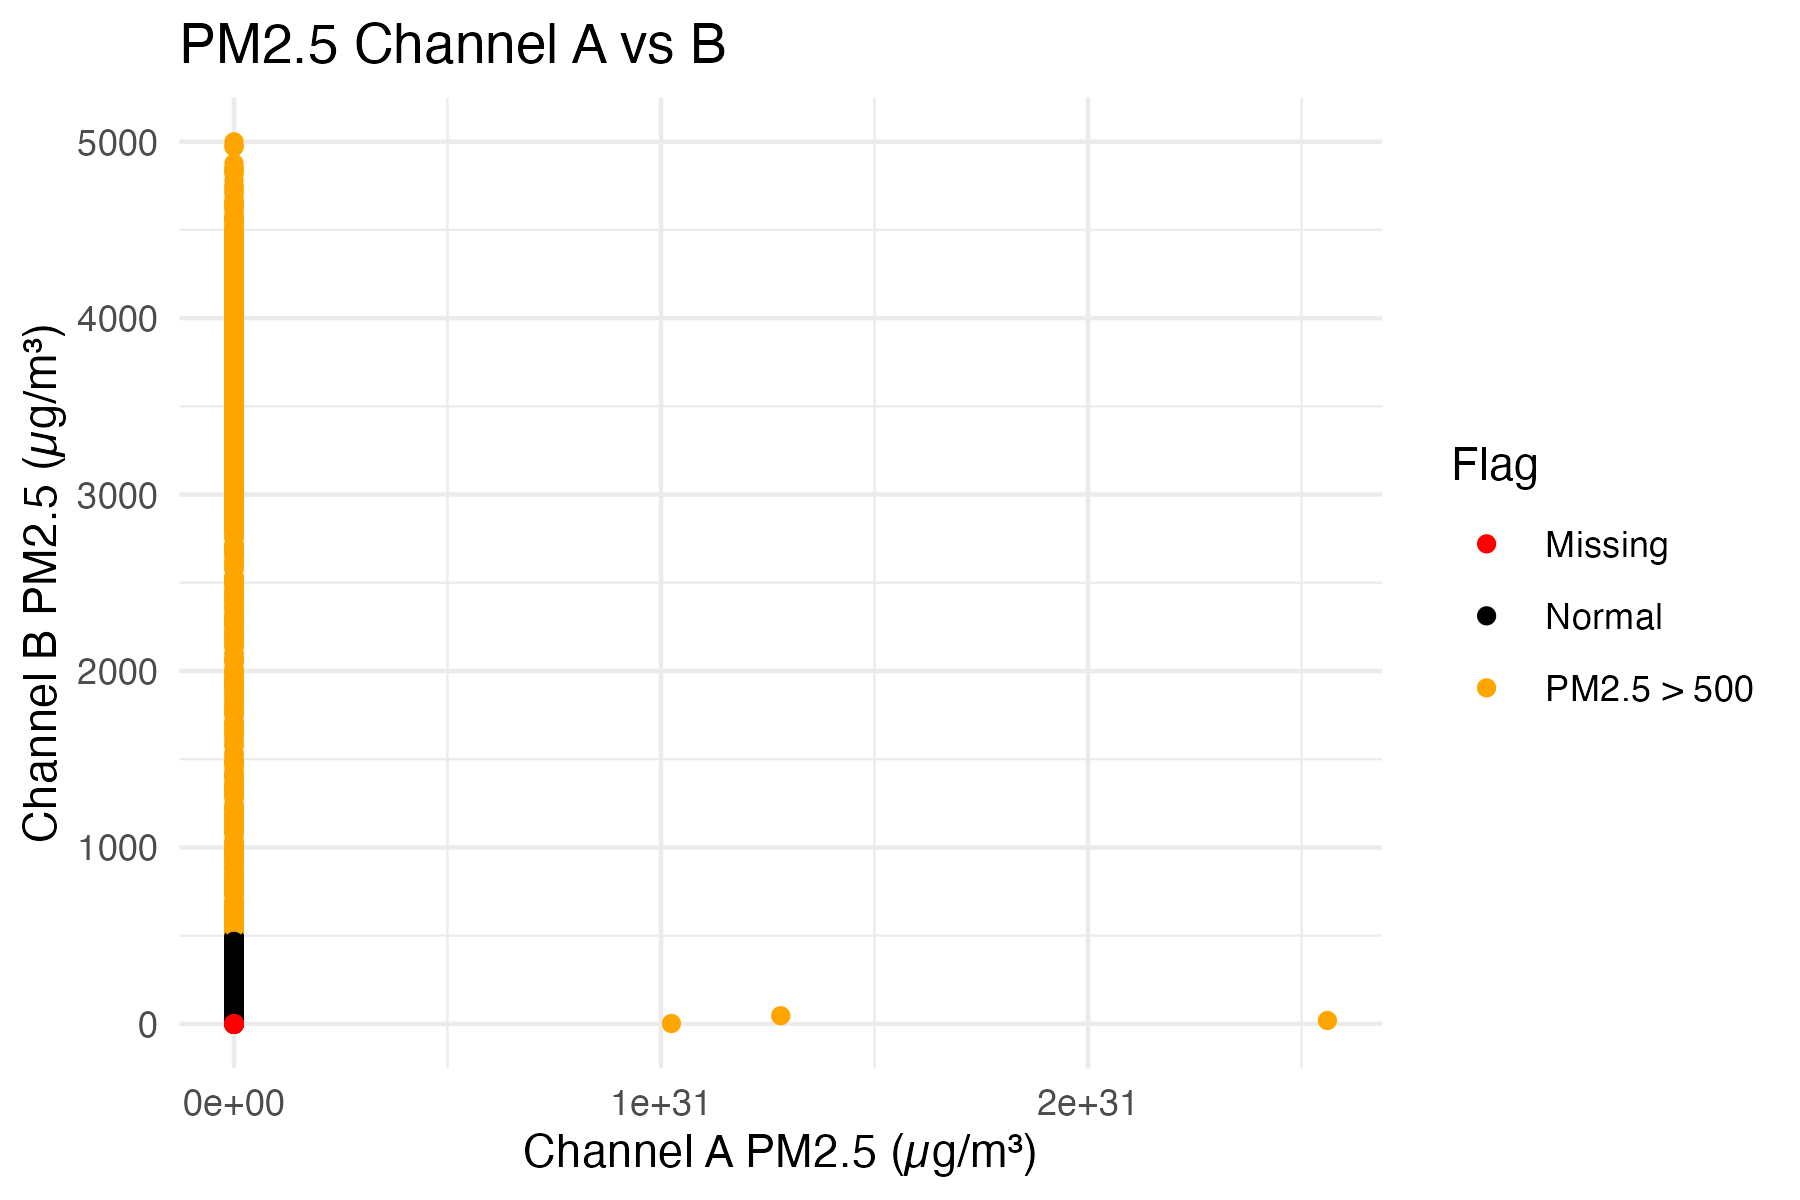 PM2.5 Channel A vs B
Channel B PM2.5 (µg/m³)
5000
4000
3000
2000
1000
0
0e+00
1e+31
2e+31
Channel A PM2.5 (µg/m³)
Flag
Missing
Normal
PM2.5 > 500